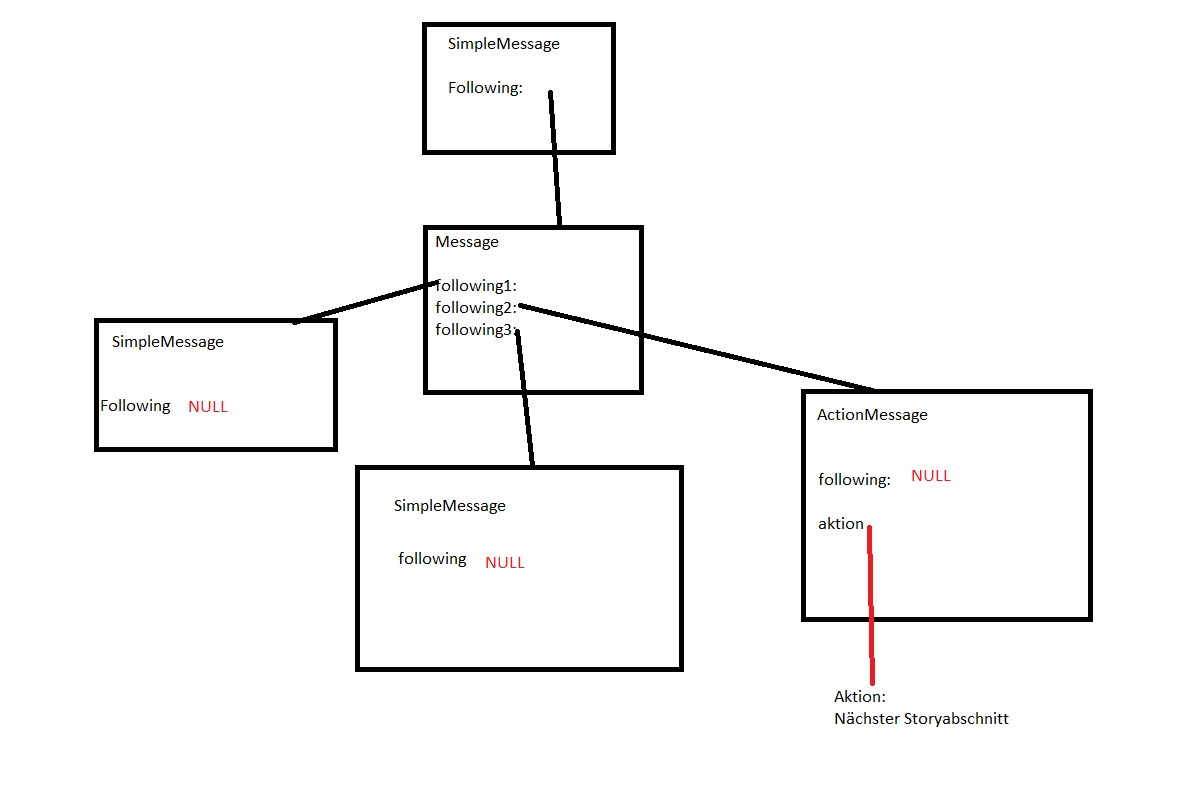 SimpleMessage
Following:
Message
following1:
following2:
following3:
SimpleMessage
Following NULL
SimpleMessage
following NULL
ActionMessage
following: NULL
aktion
Aktion:
Nächster Storyabschnitt